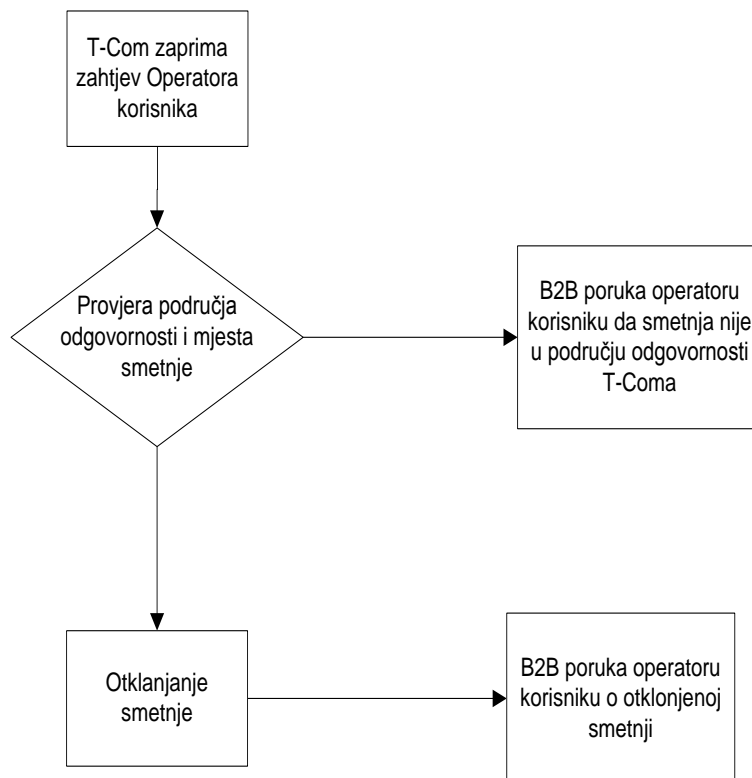 T-Com zaprima
zahtjev Operatora
korisnika
Provjera područja
odgovornosti i mjesta
smetnje
B2B poruka operatoru
korisniku da smetnja nije
u području odgovornosti
T-Coma
Otklanjanje
smetnje
B2B poruka operatoru
korisniku o otklonjenoj
smetnji